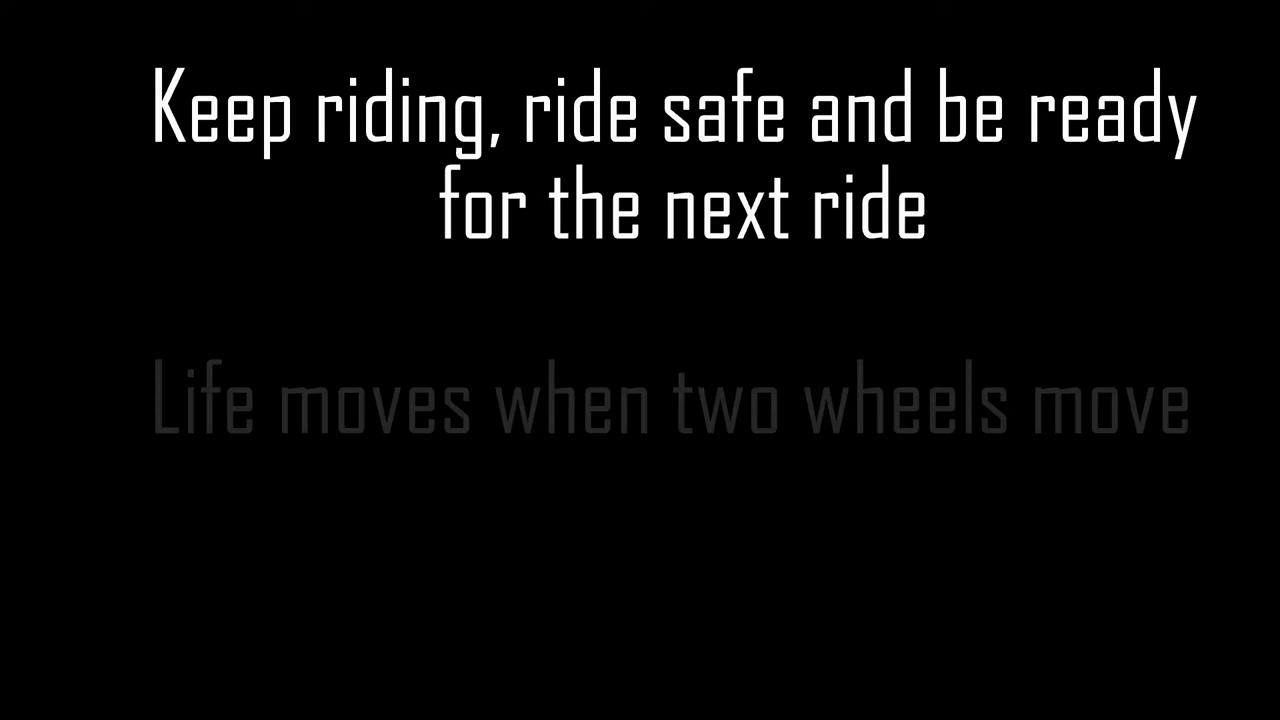 Keep riding, ride safe and be ready
for the next ride
Life moves when two wheels move